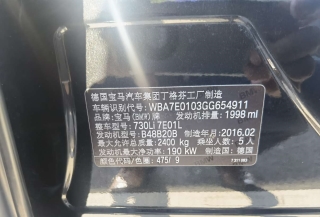 德国宝马汽车集团丁格芬工厂制造
车辆识别代号: WBA7E0103GG654911
品牌: 宝马 (BMW) 牌 发动机排量: 1998 ml
整车型号: 730Li 7E01L
发动机型号: B48B20B 制造年月: 2016.02
最大允许总质量: 2400 kg 乘坐人数: 5 人
发动机最大净功率: 190 kW 制造国: 德国
颜色代码/色圈: 475/ 9